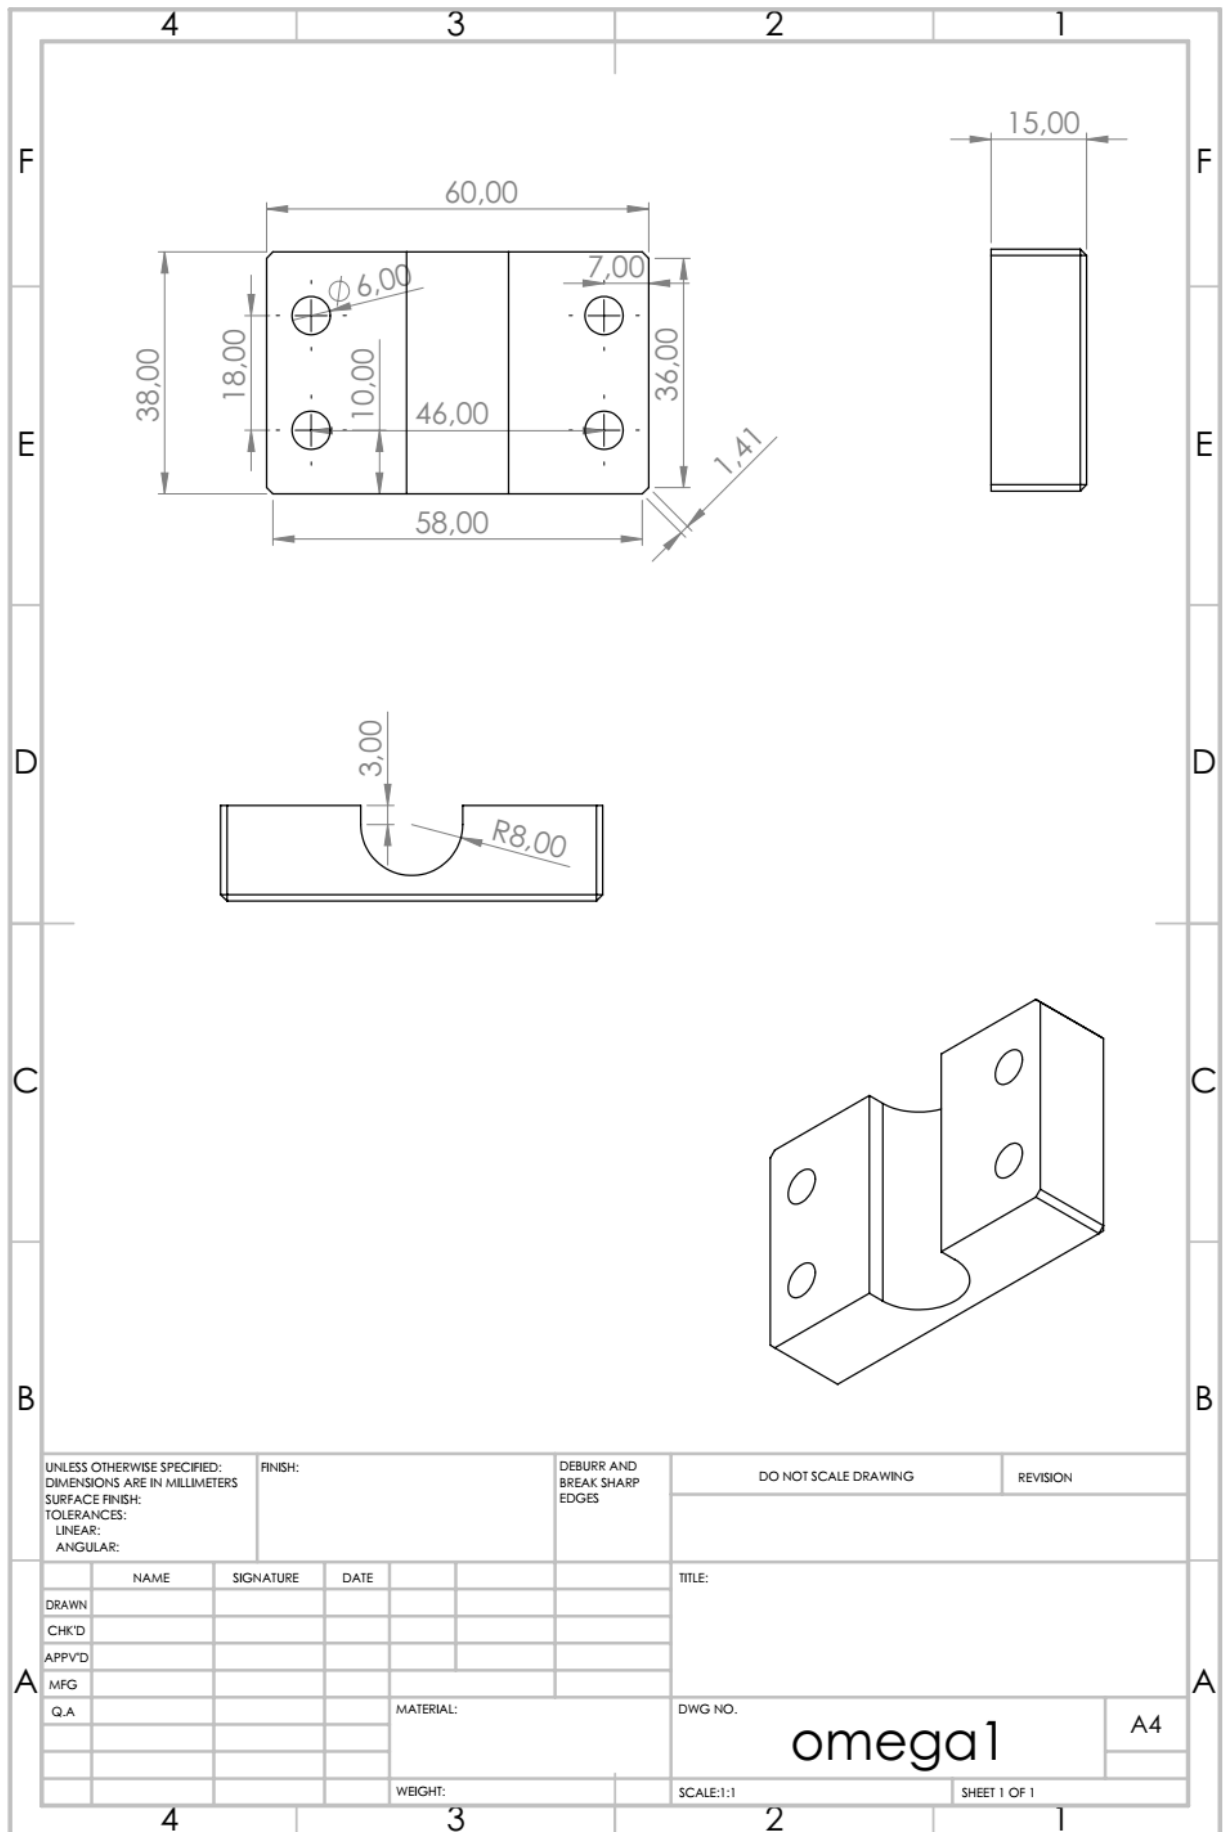 4 3 2 1
F F
15,00
60,00
7,00
⌀ 6,00
38,00
18,00
10,00
46,00
36,00
E E
1,41
58,00
3,00
D D
R8,00
C C
B B
UNLESS OTHERWISE SPECIFIED:
DIMENSIONS ARE IN MILLIMETERS
SURFACE FINISH:
TOLERANCES:
LINEAR:
ANGULAR:
FINISH:
DEBURR AND
BREAK SHARP
EDGES
DO NOT SCALE DRAWING
REVISION
NAME SIGNATURE DATE
TITLE:
DRAWN
CHK'D
APPV'D
MFG
A A
Q.A
MATERIAL:
DWG NO.
omega1
A4
WEIGHT:
SCALE:1:1
SHEET 1 OF 1
4 3 2 1